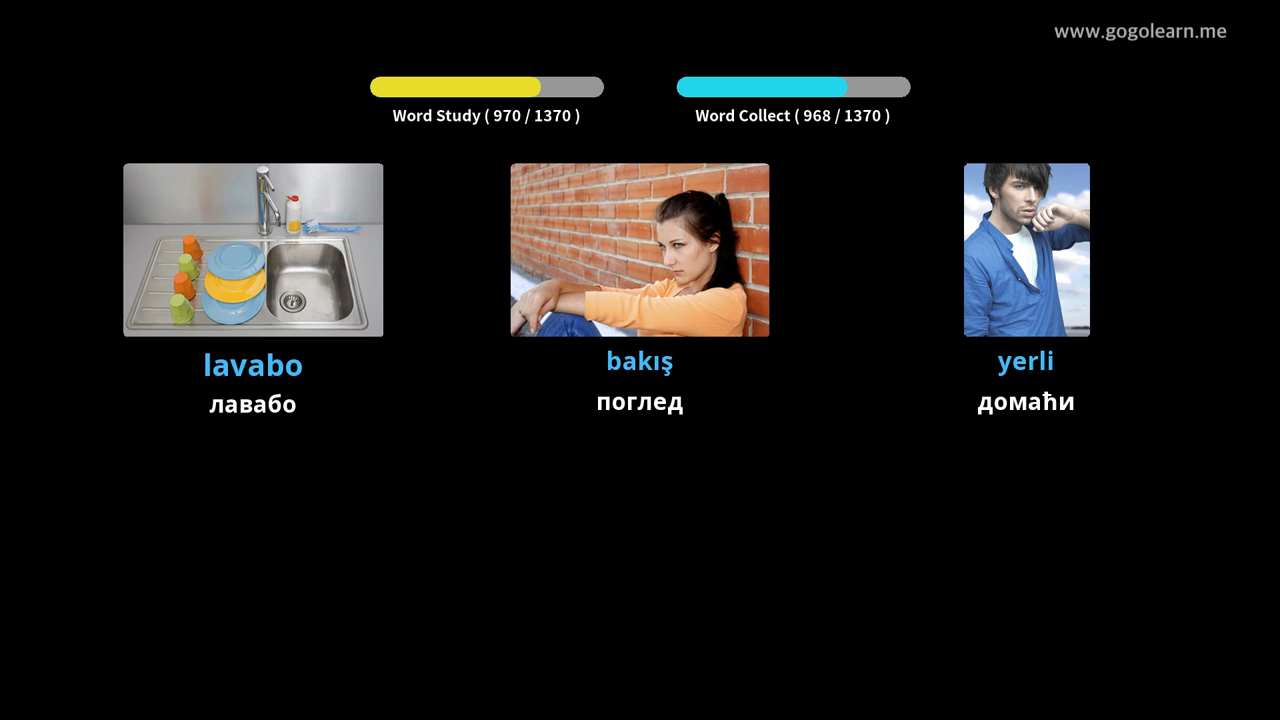 www.gogolearn.me
Word Study ( 970 / 1370 )
Word Collect ( 968 / 1370 )
lavabo
лавабо
bakış
поглед
yerli
домаћи